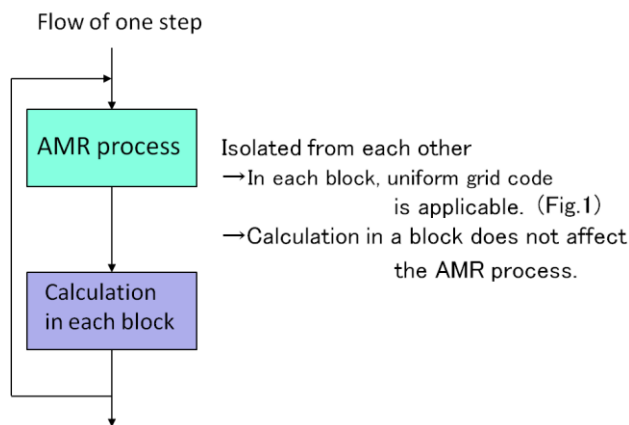 Flow of one step
AMR process
Isolated from each other
→In each block, uniform grid code
is applicable. (Fig.1)
→Calculation in a block does not affect
the AMR process.
Calculation
in each block